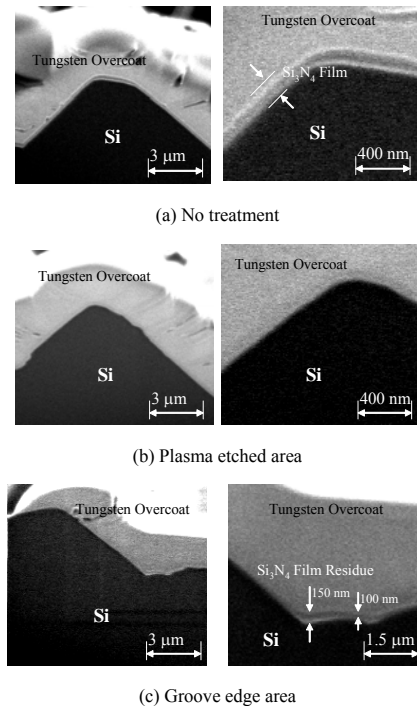 Tungsten Overcoat
Si
3 μm
Tungsten Overcoat
Si₃N₄ Film
Si
400 nm
(a) No treatment
Tungsten Overcoat
Si
3 μm
Tungsten Overcoat
Si
400 nm
(b) Plasma etched area
Tungsten Overcoat
Si
3 μm
Tungsten Overcoat
Si₃N₄ Film Residue
150 nm
100 nm
Si
1.5 μm
(c) Groove edge area